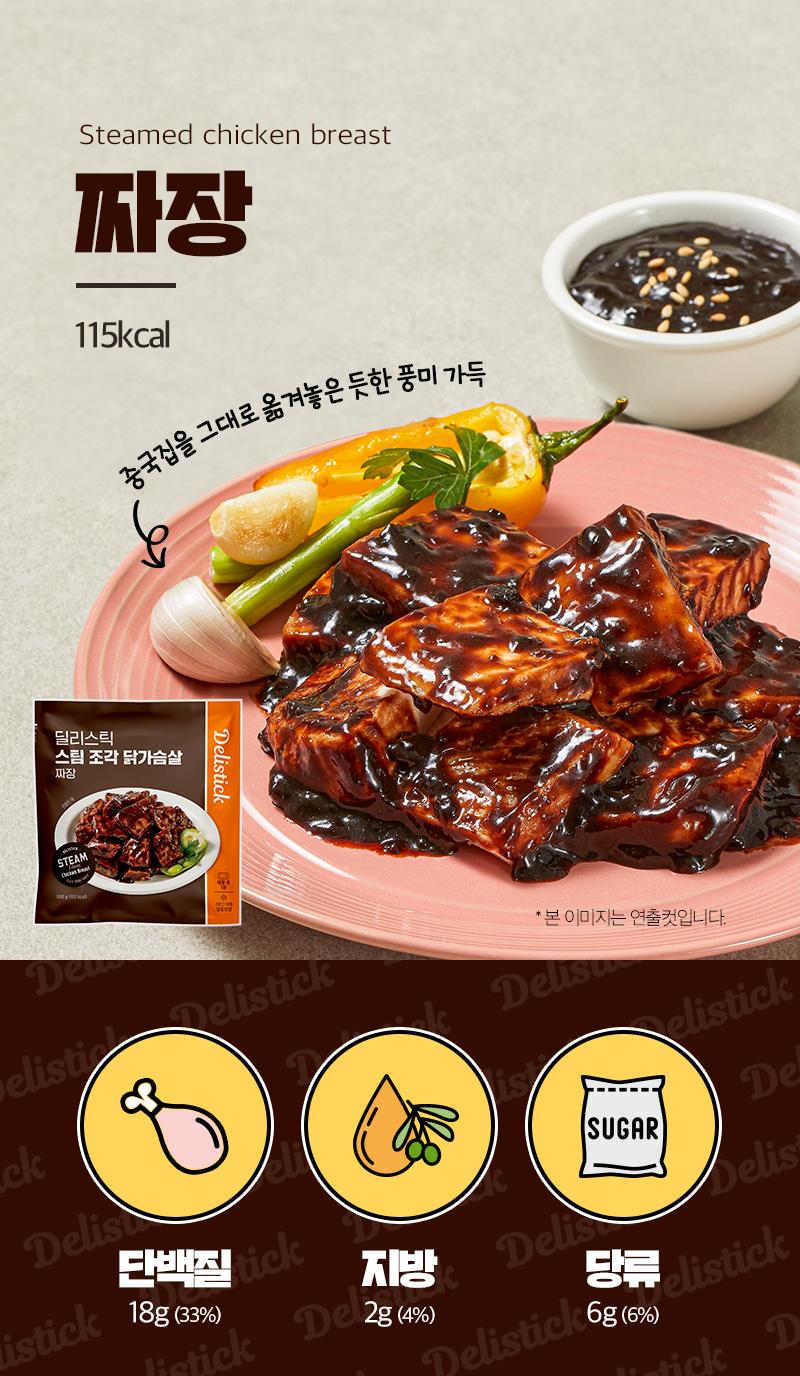 Steamed chicken breast
짜장
115kcal
중국집을 그대로 옮겨놓은 듯한 풍미 가득
딜리스틱
스팀 조각 닭가슴살
짜장
Delistick
STEAM
Chicken Breast
* 본 이미지는 연출컷입니다.
SUGAR
단백질
지방
당류
18g (33%)
2g (4%)
6g (6%)